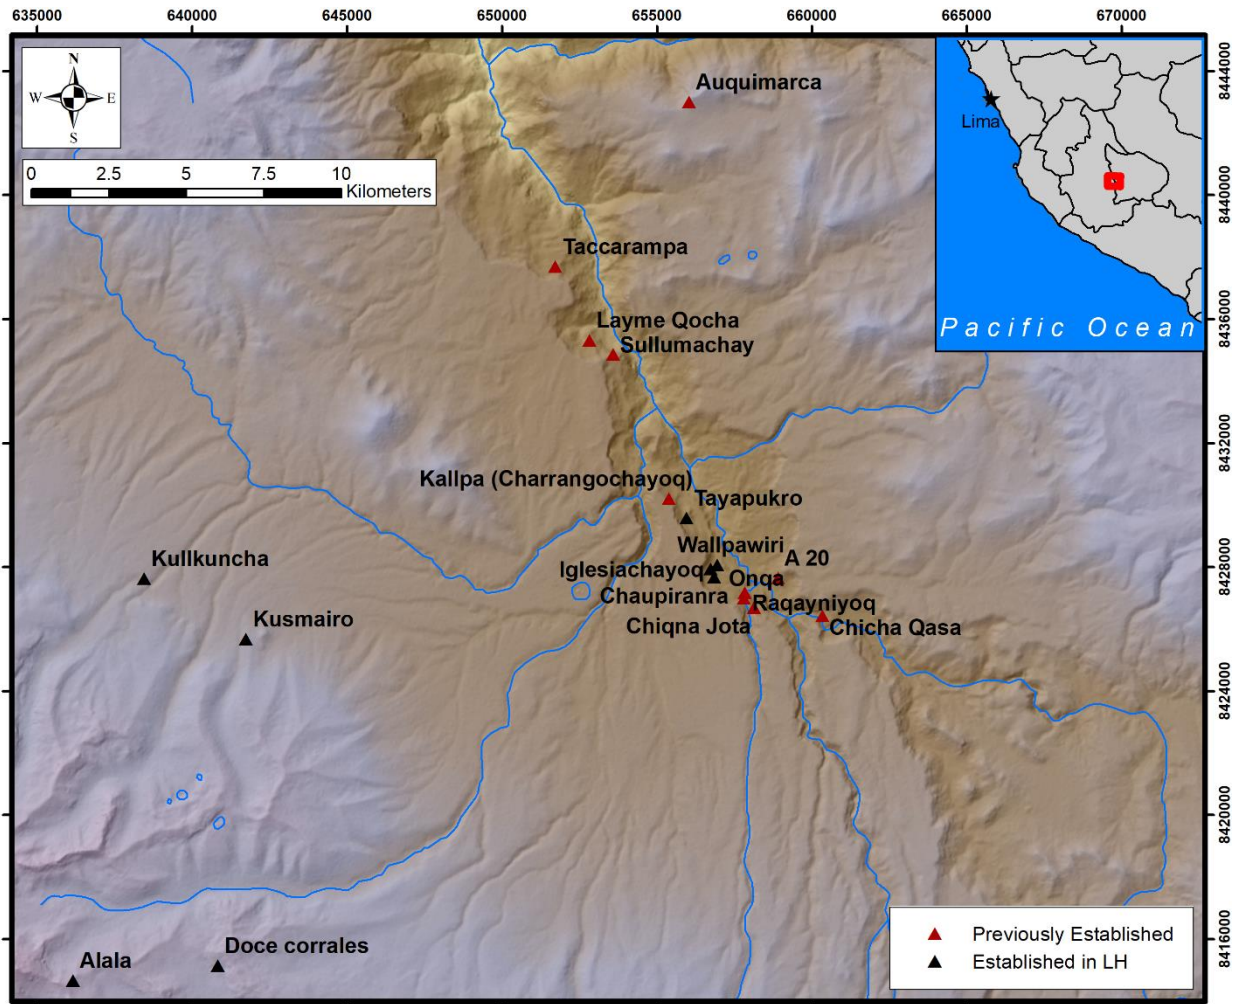 635000 640000 645000 650000 655000 660000 665000 670000
N
W E
S
0 2.5 5 7.5 10
Kilometers
Lima
Pacific Ocean
8444000
8440000
8436000
8432000
8428000
8424000
8420000
8416000
Auquimarca
Taccarampa
Layme Qocha
Sullumachay
Kallpa (Charrangochayoq)
Tayapukro
Wallpawiri
A 20
Kullkuncha
Iglesiachayoq
Onqa
Chaupiranra
Raqayniyoq
Kusmairo
Chiqna Jota
Chicha Qasa
Doce corrales
Alala
Previously Established
Established in LH